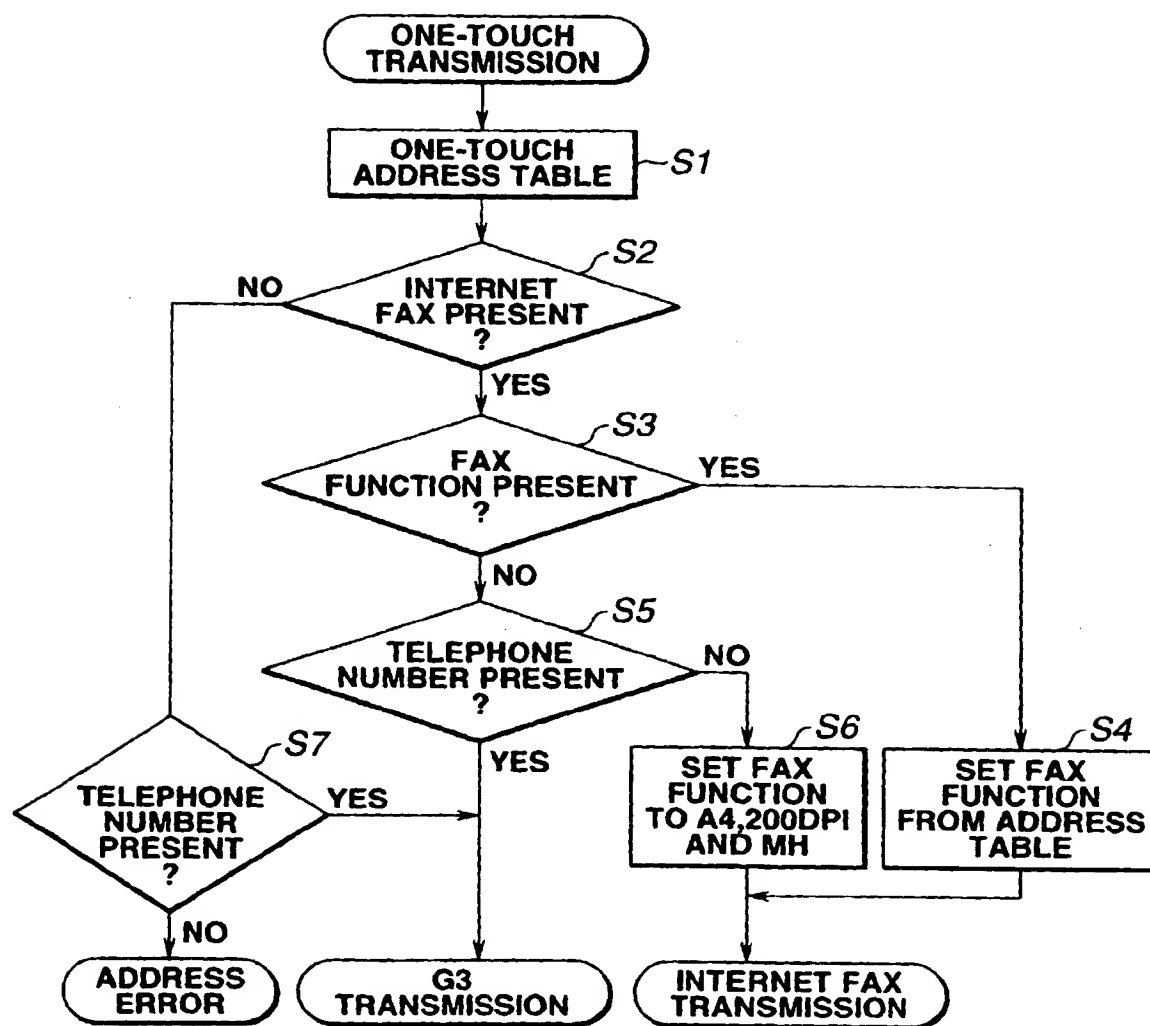 ONE-TOUCH
TRANSMISSION
ONE-TOUCH
ADDRESS TABLE
S1
S2
NO
INTERNET
FAX PRESENT
?
YES
S3
FAX
FUNCTION PRESENT
?
YES
NO
S5
TELEPHONE
NUMBER PRESENT
?
NO
YES
S7
TELEPHONE
NUMBER
PRESENT
?
YES
NO
S6
SET FAX
FUNCTION
TO A4,200DPI
AND MH
S4
SET FAX
FUNCTION
FROM ADDRESS
TABLE
ADDRESS
ERROR
G3
TRANSMISSION
INTERNET FAX
TRANSMISSION